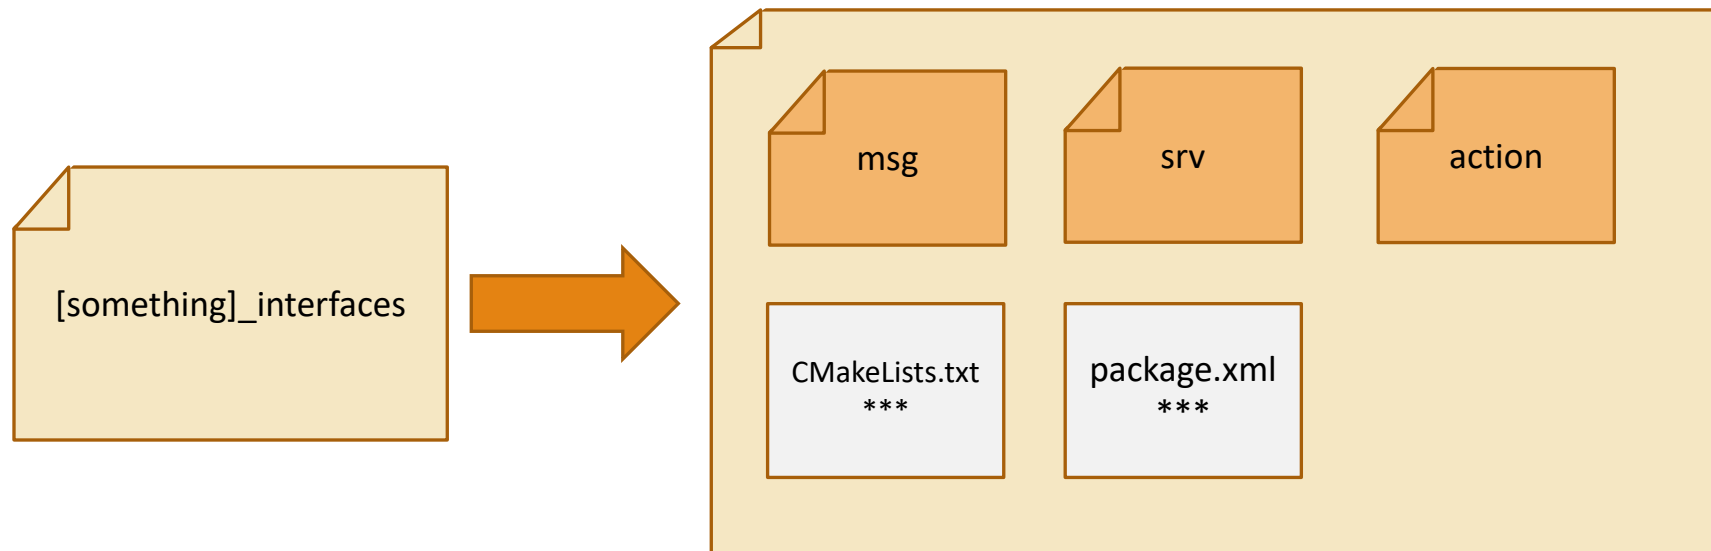 [something]_interfaces
msg
srv
action
CMakeLists.txt
***
package.xml
***